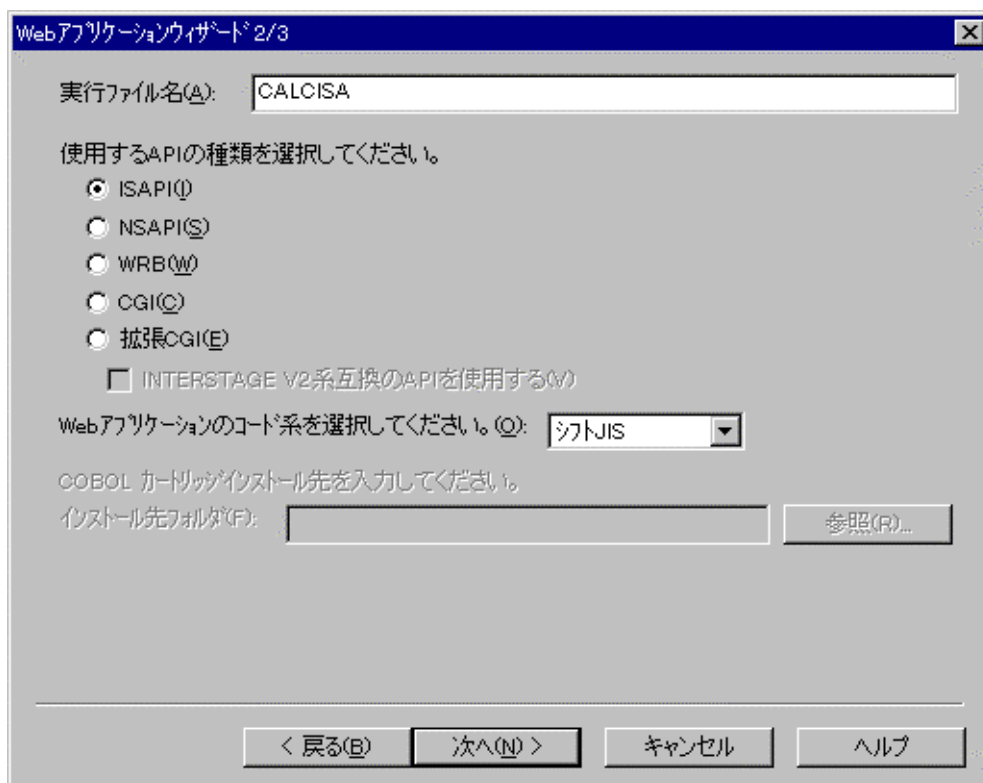 Webアプリケーションウィザード 2/3
実行ファイル名(A): CALCISA
使用するAPIの種類を選択してください。
ISAPI(I)
NSAPI(S)
WRB(W)
CGI(C)
拡張CGI(E)
INTERSTAGE V2系互換のAPIを使用する(V)
Webアプリケーションのコード系を選択してください。(O): シフトJIS
COBOL カートリッジインストール先を入力してください。
インストール先フォルダ(F): 参照(R)...
< 戻る(B) 次へ(N) > キャンセル ヘルプ